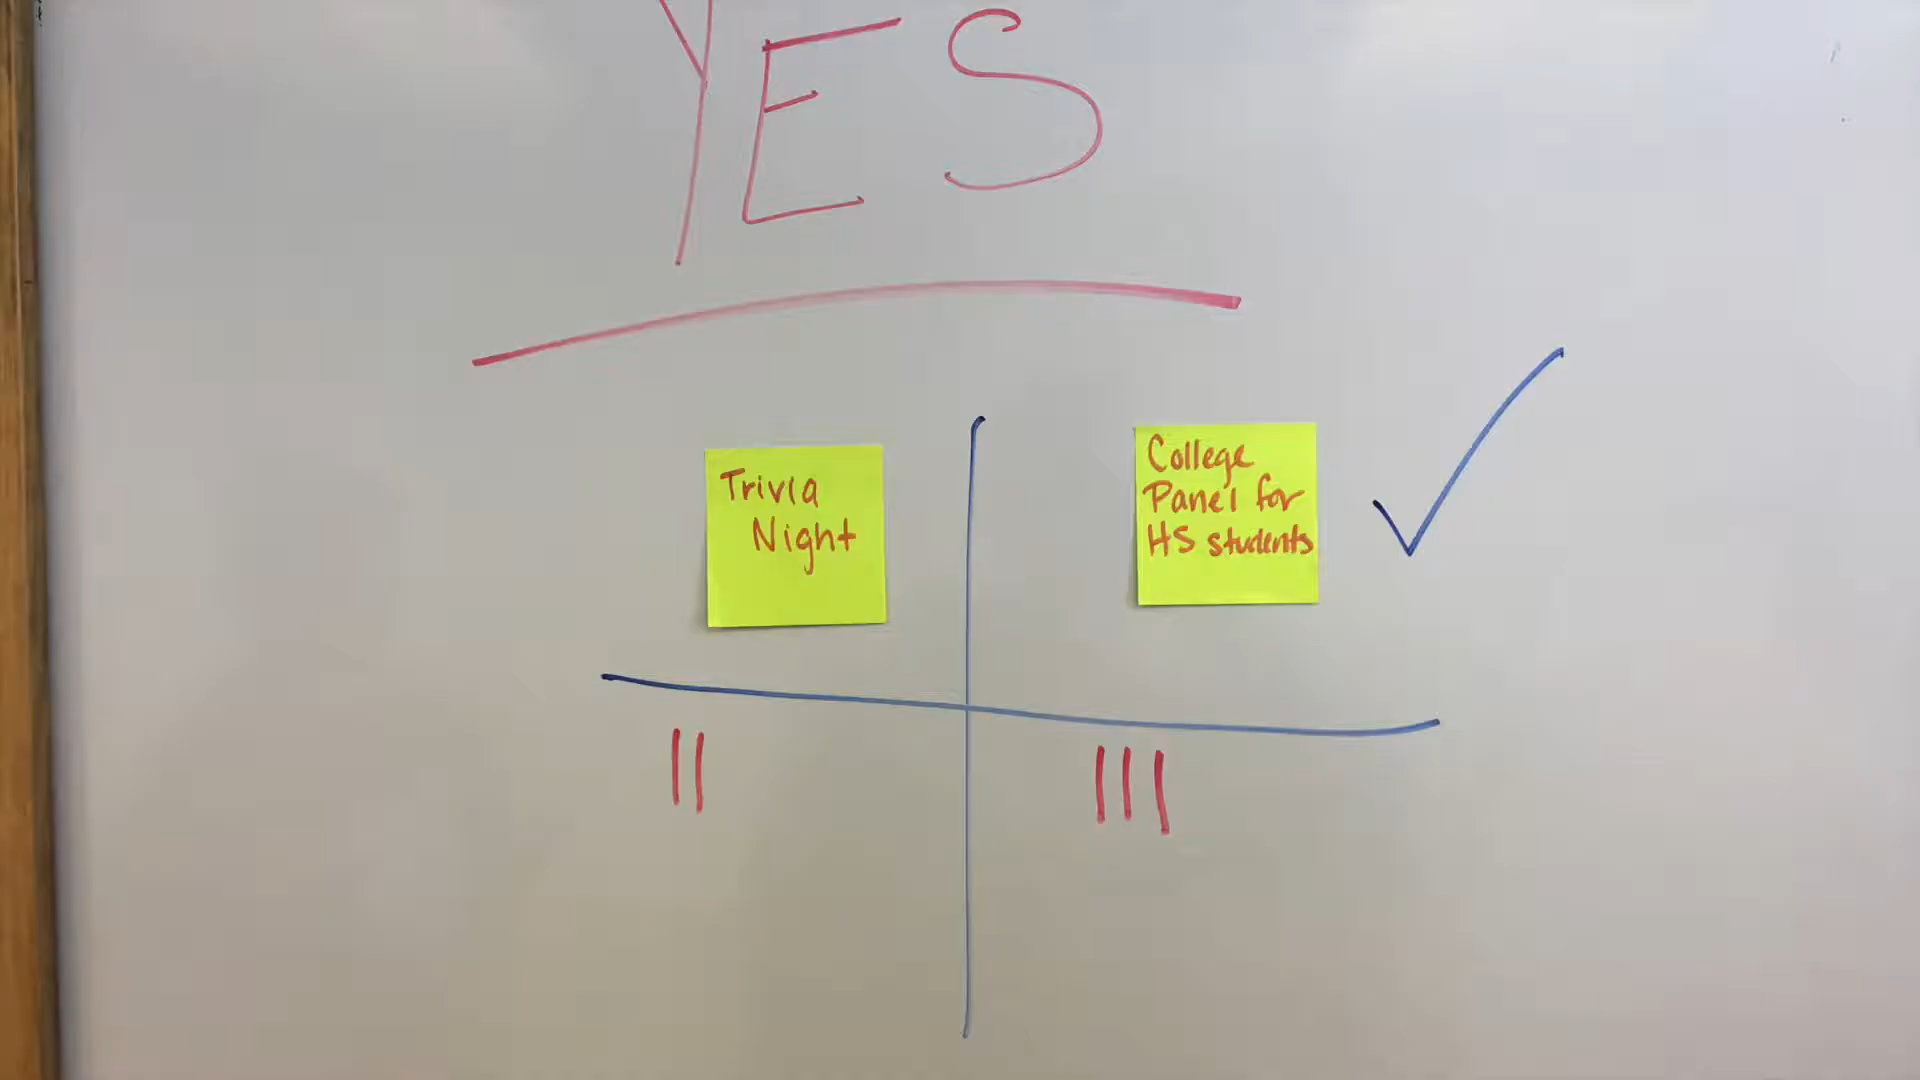 YES
Trivia
Night
College
Panel for
HS students
||
|||